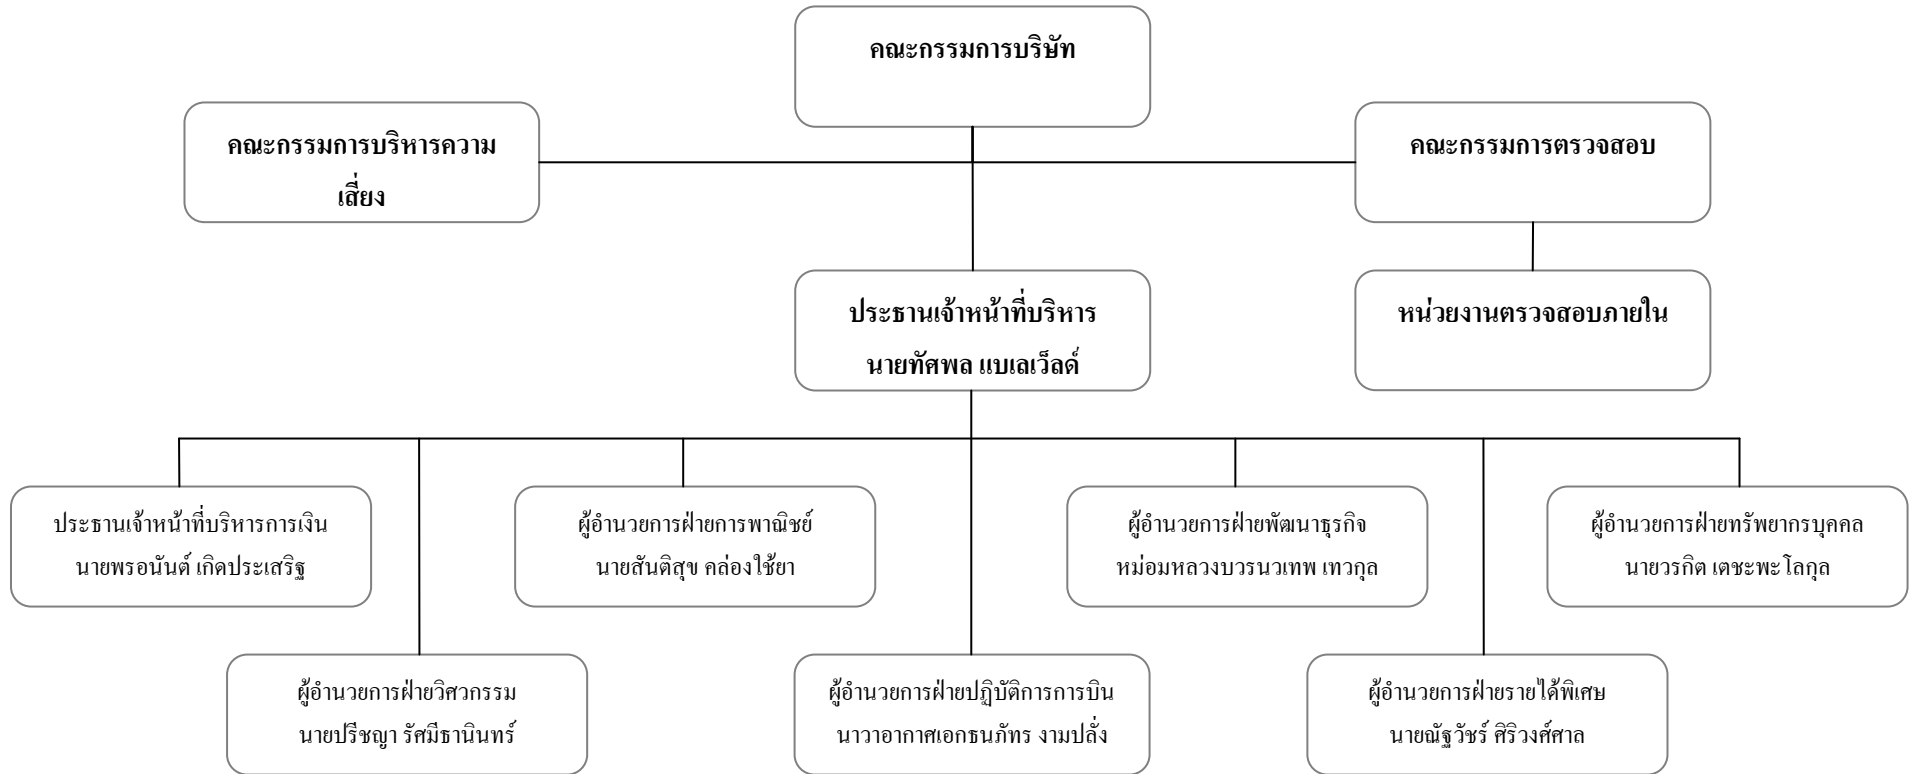 คณะกรรมการบริษัท
คณะกรรมการบริหารความ
เสี่ยง
คณะกรรมการตรวจสอบ
ประธานเจ้าหน้าที่บริหาร
นายทัศพล แบเลเว็ลด์
หน่วยงานตรวจสอบภายใน
ประธานเจ้าหน้าที่บริหารการเงิน
นายพรอนันต์ เกิดประเสริฐ
ผู้อำนวยการฝ่ายการพาณิชย์
นายสันติสุข คล่องใช้ยา
ผู้อำนวยการฝ่ายพัฒนาธุรกิจ
หม่อมหลวงบวรนวเทพ เทวกุล
ผู้อำนวยการฝ่ายทรัพยากรบุคคล
นายวรกิต เตชะพะโลกุล
ผู้อำนวยการฝ่ายวิศวกรรม
นายปรีชญา รัศมีธานินทร์
ผู้อำนวยการฝ่ายปฏิบัติการการบิน
นาวาอากาศเอกธนภัทร งามปลั่ง
ผู้อำนวยการฝ่ายรายได้พิเศษ
นายณัฐวัชร์ ศิริวงศ์ศาล